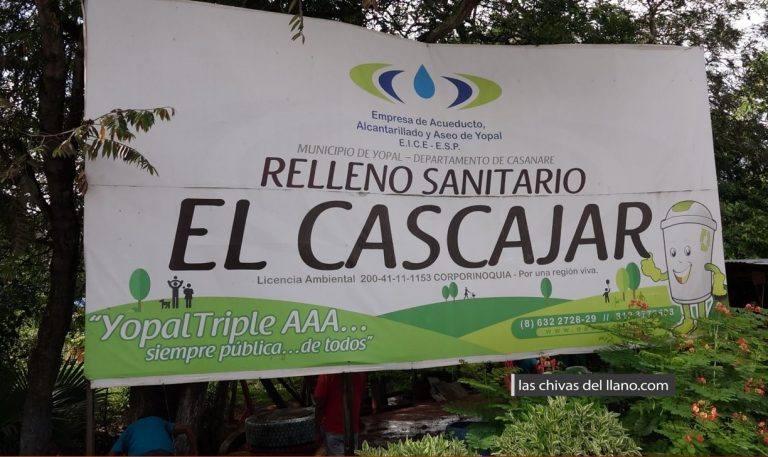 Empresa de Acueducto,
Alcantarillado y Aseo de Yopal
E.I.C.E - E.S.P.
MUNICIPIO DE YOPAL – DEPARTAMENTO DE CASANARE
RELLENO SANITARIO
EL CASCAJAR
Licencia Ambiental 200-41-11-1153 CORPORINOQUIA - Por una región viva.
"YopalTriple AAA...
siempre pública...de todos"
(8) 632 2728-29 //
las chivas del llano.com